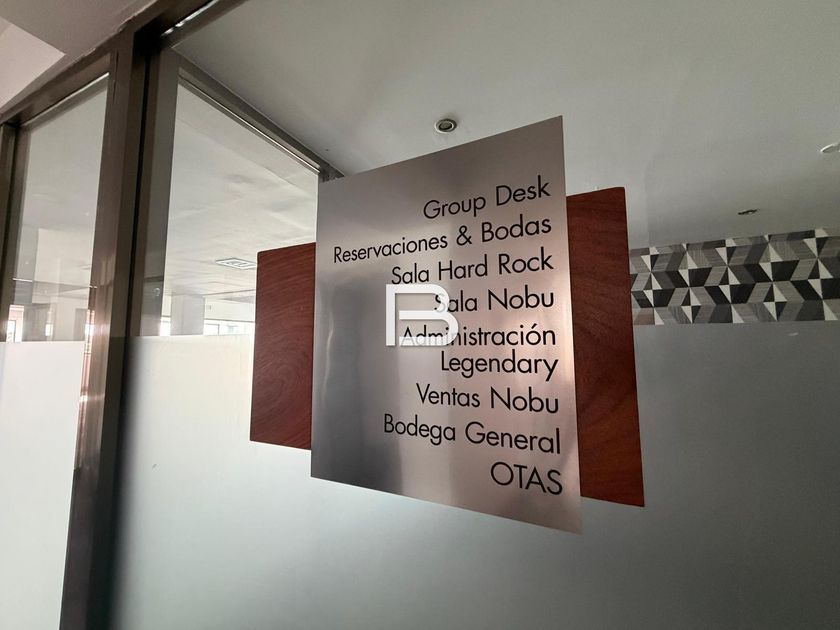 Group Desk
Reservaciones & Bodas
Sala Hard Rock
Sala Nobu
Administración
Legendary
Ventas Nobu
Bodega General
OTAS